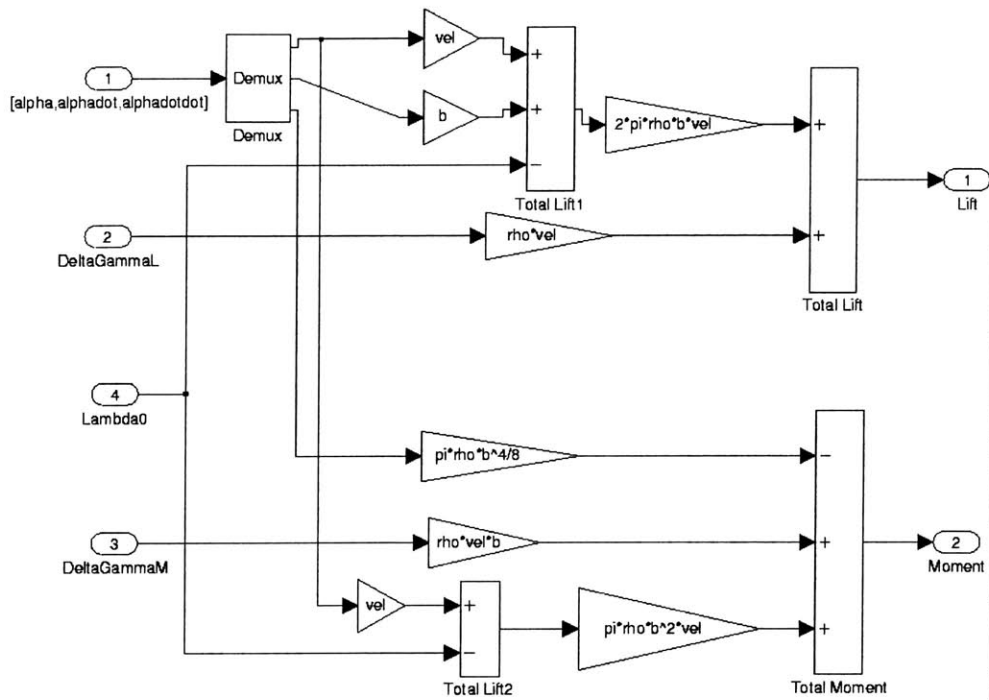 vel
+
1
[alpha,alphadot,alphadotdot]
Demux
Demux
b
+
2*pi*rho*b*vel
+
−
Total Lift1
1
Lift
2
DeltaGammaL
rho*vel
+
Total Lift
4
Lambda0
pi*rho*b^4/8
−
3
DeltaGammaM
rho*vel*b
+
2
Moment
vel
+
−
Total Lift2
pi*rho*b^2*vel
+
Total Moment